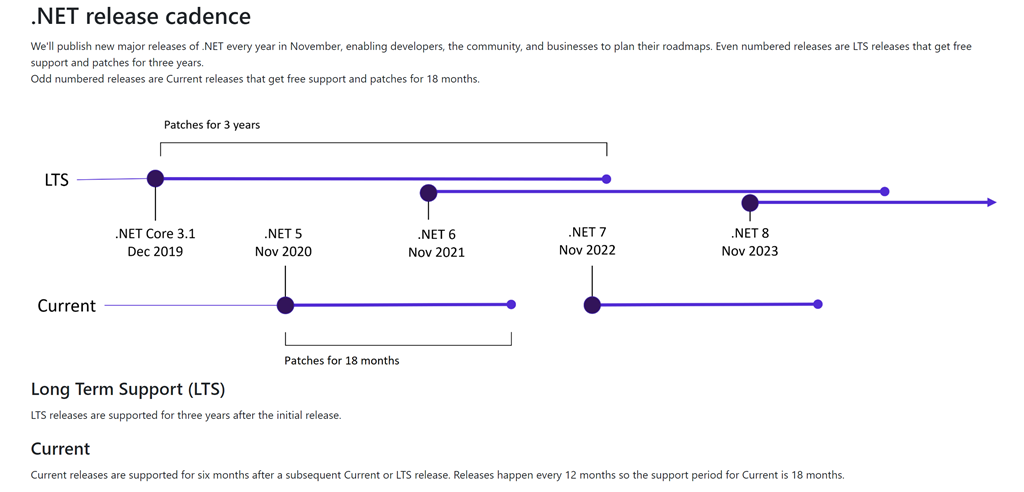 .NET release cadence
We'll publish new major releases of .NET every year in November, enabling developers, the community, and businesses to plan their roadmaps. Even numbered releases are LTS releases that get free
support and patches for three years.
Odd numbered releases are Current releases that get free support and patches for 18 months.
Patches for 3 years
LTS
.NET Core 3.1
Dec 2019
.NET 5
Nov 2020
.NET 6
Nov 2021
.NET 7
Nov 2022
.NET 8
Nov 2023
Current
Patches for 18 months
Long Term Support (LTS)
LTS releases are supported for three years after the initial release.
Current
Current releases are supported for six months after a subsequent Current or LTS release. Releases happen every 12 months so the support period for Current is 18 months.